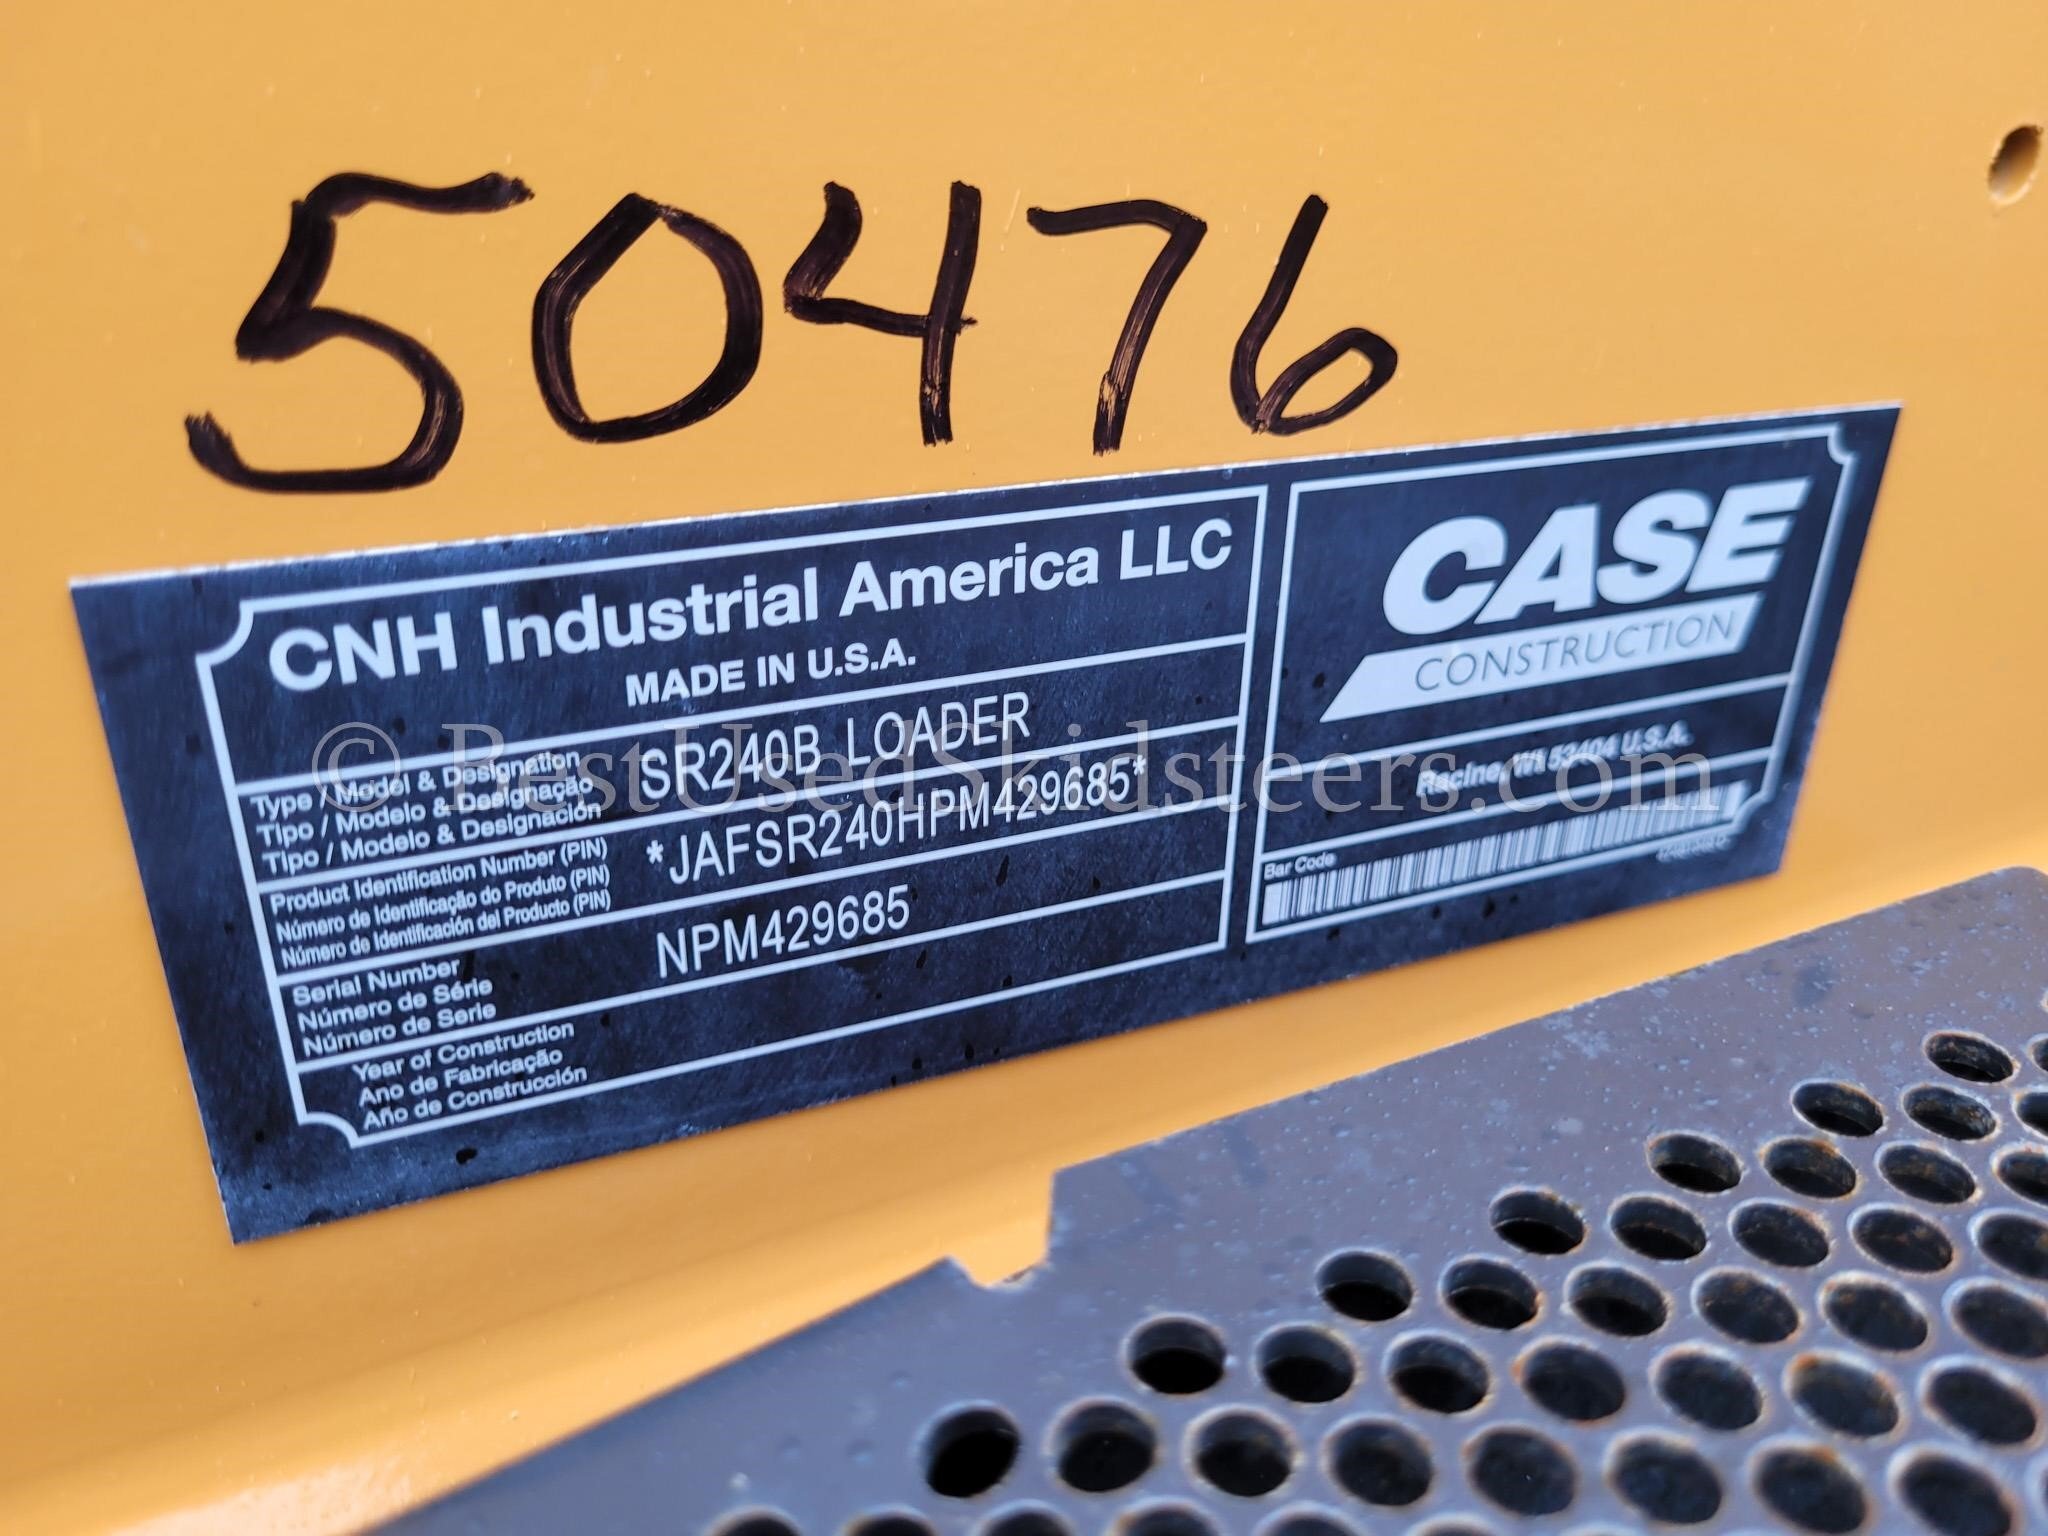 50476
CNH Industrial America LLC
MADE IN U.S.A.
Type / Model & Designation
Tipo / Modelo & Designação
Tipo / Modelo & Designación
SR240B LOADER
Product Identification Number (PIN)
Número de Identificação do Produto (PIN)
Número de Identificación del Producto (PIN)
*JAFSR240HPM429685*
Serial Number
Número de Série
Número de Serie
NPM429685
Year of Construction
Ano de Fabricação
Año de Construcción
CASE
CONSTRUCTION
Racine, WI 53404 U.S.A.
Bar Code
© BestUsedSkidsteers.com